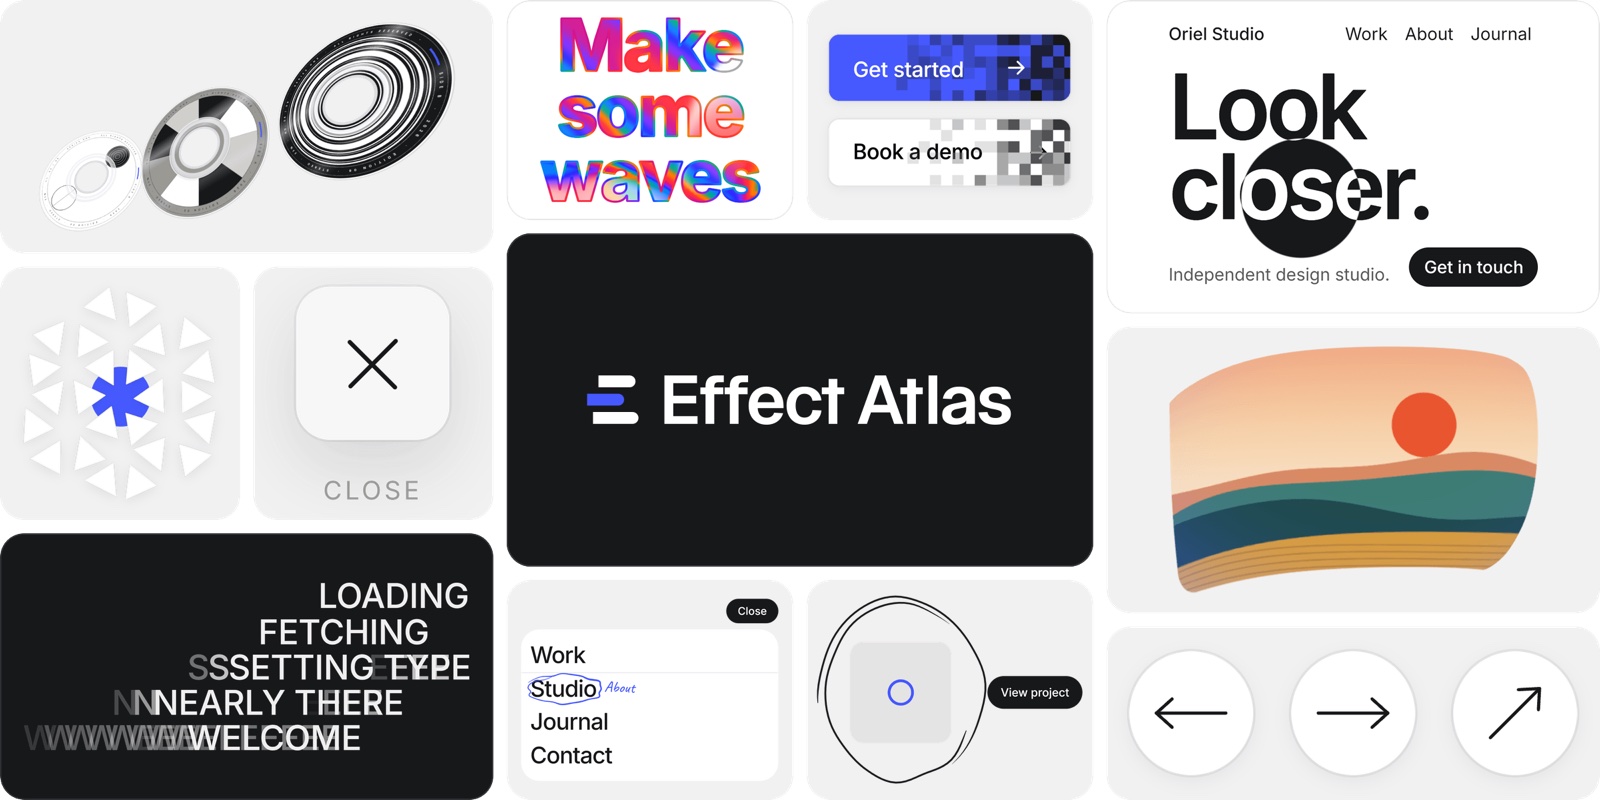 Make
some
waves
Get started
Book a demo
Oriel Studio
Work
About
Journal
Look
closer.
Independent design studio.
Get in touch
CLOSE
Effect Atlas
LOADING
FETCHING
SETTING TYPE
NEARLY THERE
WELCOME
Close
Work
Studio About
Journal
Contact
View project